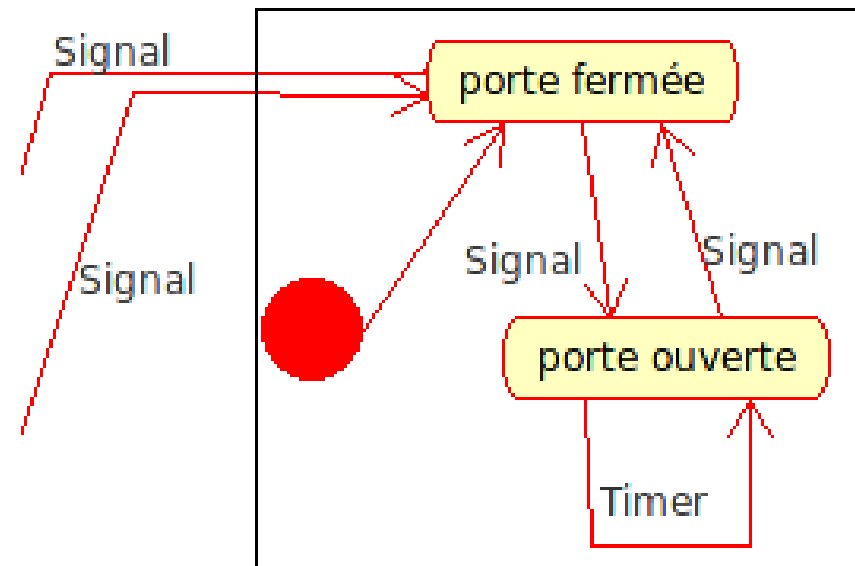 Signal
porte fermée
Signal
Signal
Signal
porte ouverte
Timer